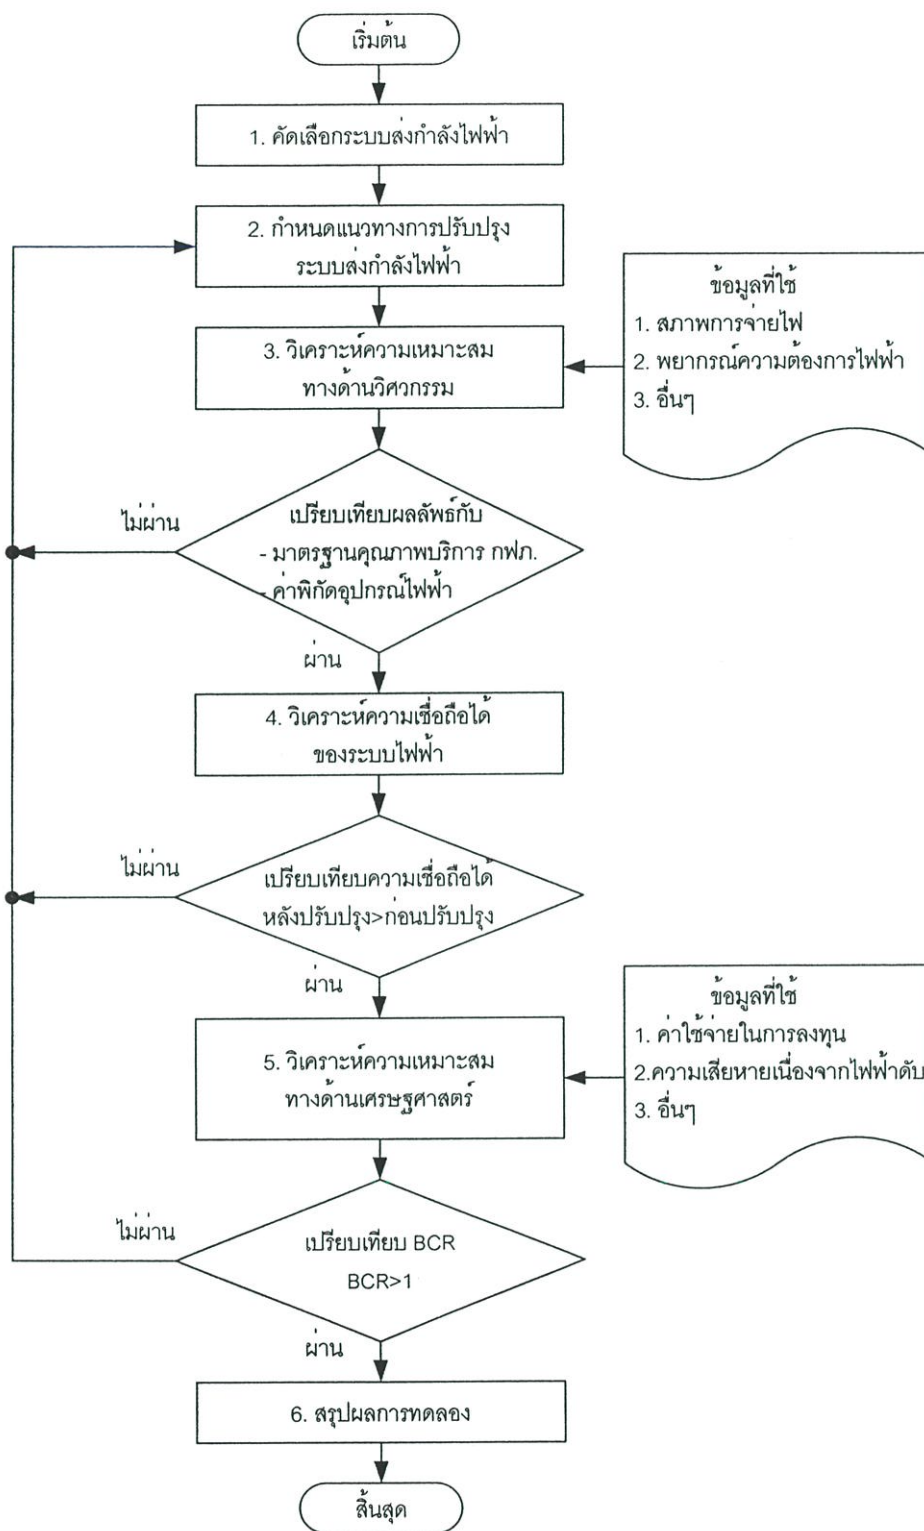 เริ่มต้น
1. คัดเลือกระบบส่งกำลังไฟฟ้า
2. กำหนดแนวทางการปรับปรุง
ระบบส่งกำลังไฟฟ้า
ข้อมูลที่ใช้
1. สภาพการจ่ายไฟ
2. พยากรณ์ความต้องการไฟฟ้า
3. อื่นๆ
3. วิเคราะห์ความเหมาะสม
ทางด้านวิศวกรรม
เปรียบเทียบผลลัพธ์กับ
- มาตรฐานคุณภาพบริการ กฟภ.
- ค่าพิกัดอุปกรณ์ไฟฟ้า
ไม่ผ่าน
ผ่าน
4. วิเคราะห์ความเชื่อถือได้
ของระบบไฟฟ้า
ไม่ผ่าน
เปรียบเทียบความเชื่อถือได้
หลังปรับปรุง>ก่อนปรับปรุง
ผ่าน
ข้อมูลที่ใช้
1. ค่าใช้จ่ายในการลงทุน
2.ความเสียหายเนื่องจากไฟฟ้าดับ
3. อื่นๆ
5. วิเคราะห์ความเหมาะสม
ทางด้านเศรษฐศาสตร์
ไม่ผ่าน
เปรียบเทียบ BCR
BCR>1
ผ่าน
6. สรุปผลการทดลอง
สิ้นสุด